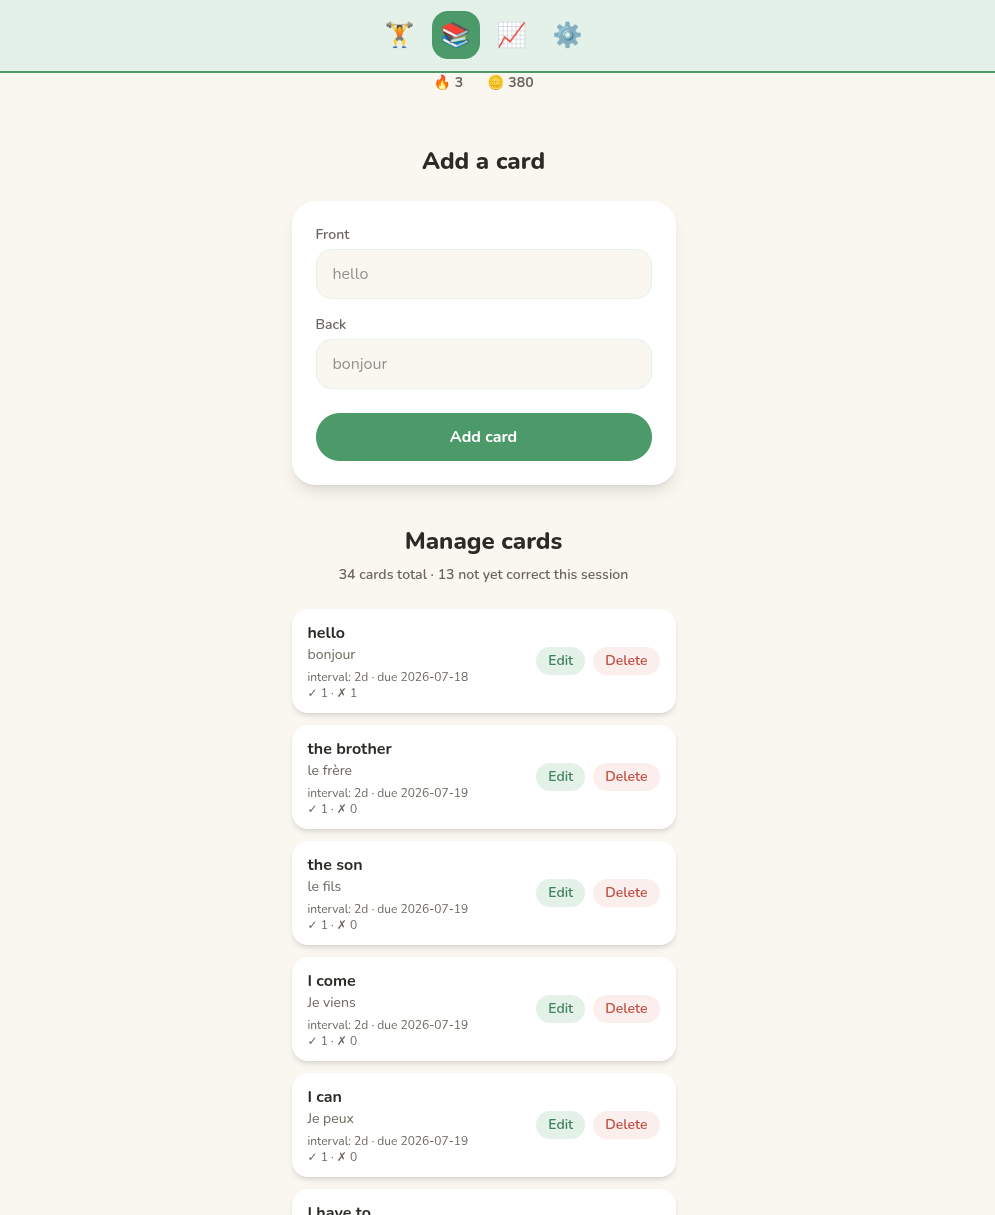 🔥 3 🪙 380
Add a card
Front
hello
Back
bonjour
Add card
Manage cards
34 cards total · 13 not yet correct this session
hello
bonjour
interval: 2d · due 2026-07-18
✓ 1 · ✗ 1
Edit Delete
the brother
le frère
interval: 2d · due 2026-07-19
✓ 1 · ✗ 0
Edit Delete
the son
le fils
interval: 2d · due 2026-07-19
✓ 1 · ✗ 0
Edit Delete
I come
Je viens
interval: 2d · due 2026-07-19
✓ 1 · ✗ 0
Edit Delete
I can
Je peux
interval: 2d · due 2026-07-19
✓ 1 · ✗ 0
Edit Delete
I have to